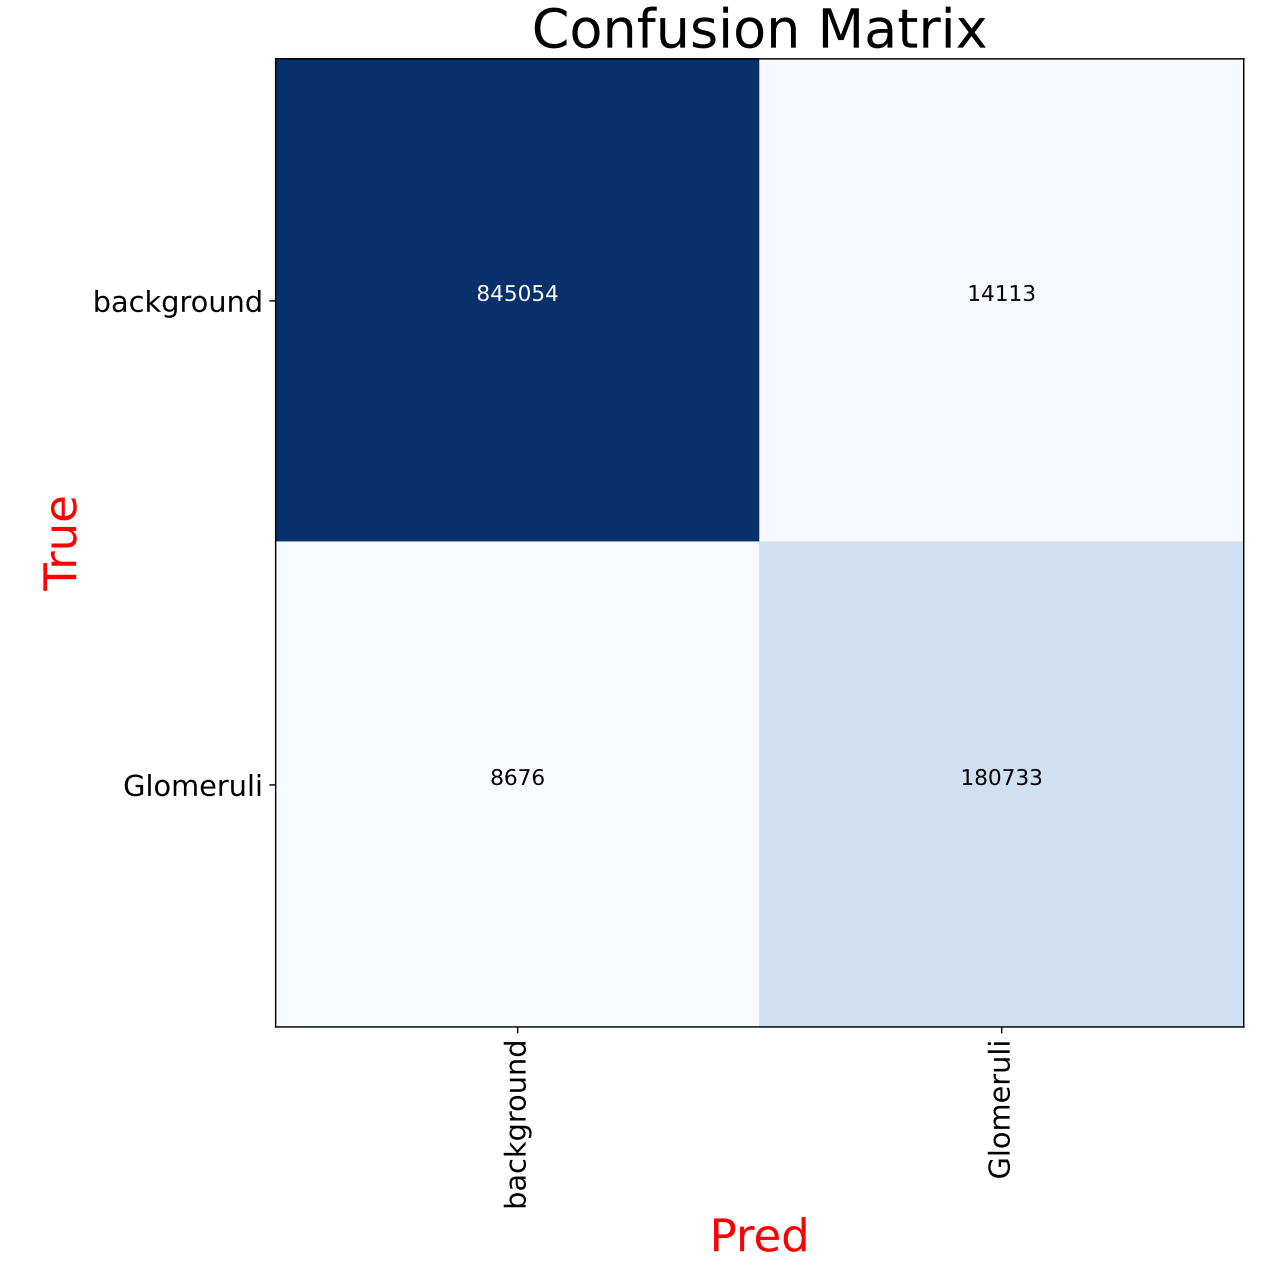 Confusion Matrix
background
845054
14113
True
Glomeruli
8676
180733
background
Glomeruli
Pred